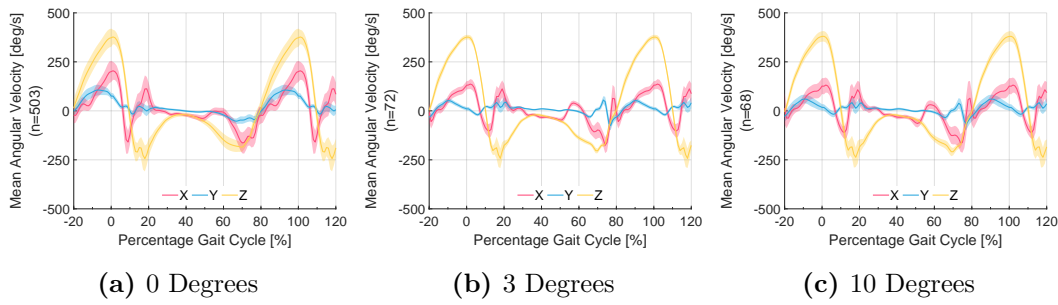 500
250
0
-250
-500
Mean Angular Velocity [deg/s]
(n=503)
X Y Z
-20 0 20 40 60 80 100 120
Percentage Gait Cycle [%]
(a) 0 Degrees
500
250
0
-250
-500
Mean Angular Velocity [deg/s]
(n=72)
X Y Z
-20 0 20 40 60 80 100 120
Percentage Gait Cycle [%]
(b) 3 Degrees
500
250
0
-250
-500
Mean Angular Velocity [deg/s]
(n=68)
X Y Z
-20 0 20 40 60 80 100 120
Percentage Gait Cycle [%]
(c) 10 Degrees